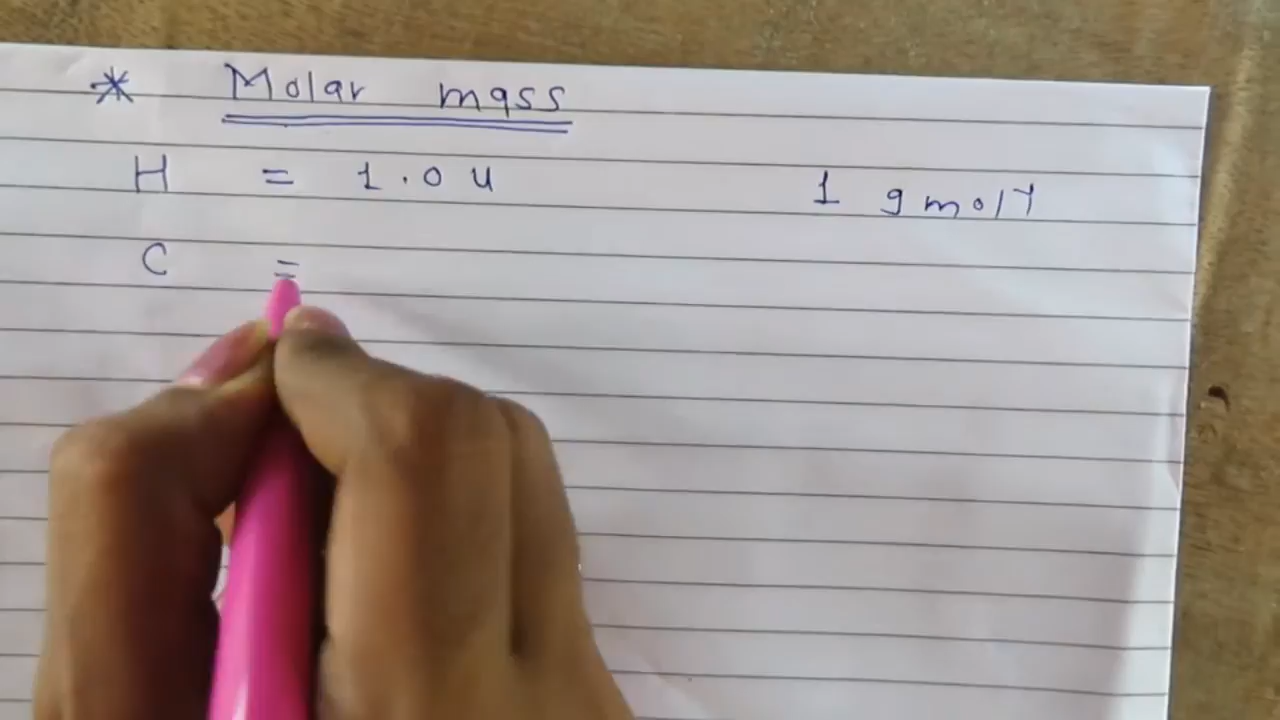 * Molar mass
H = 1.0 u 1 g mol⁻¹
C =